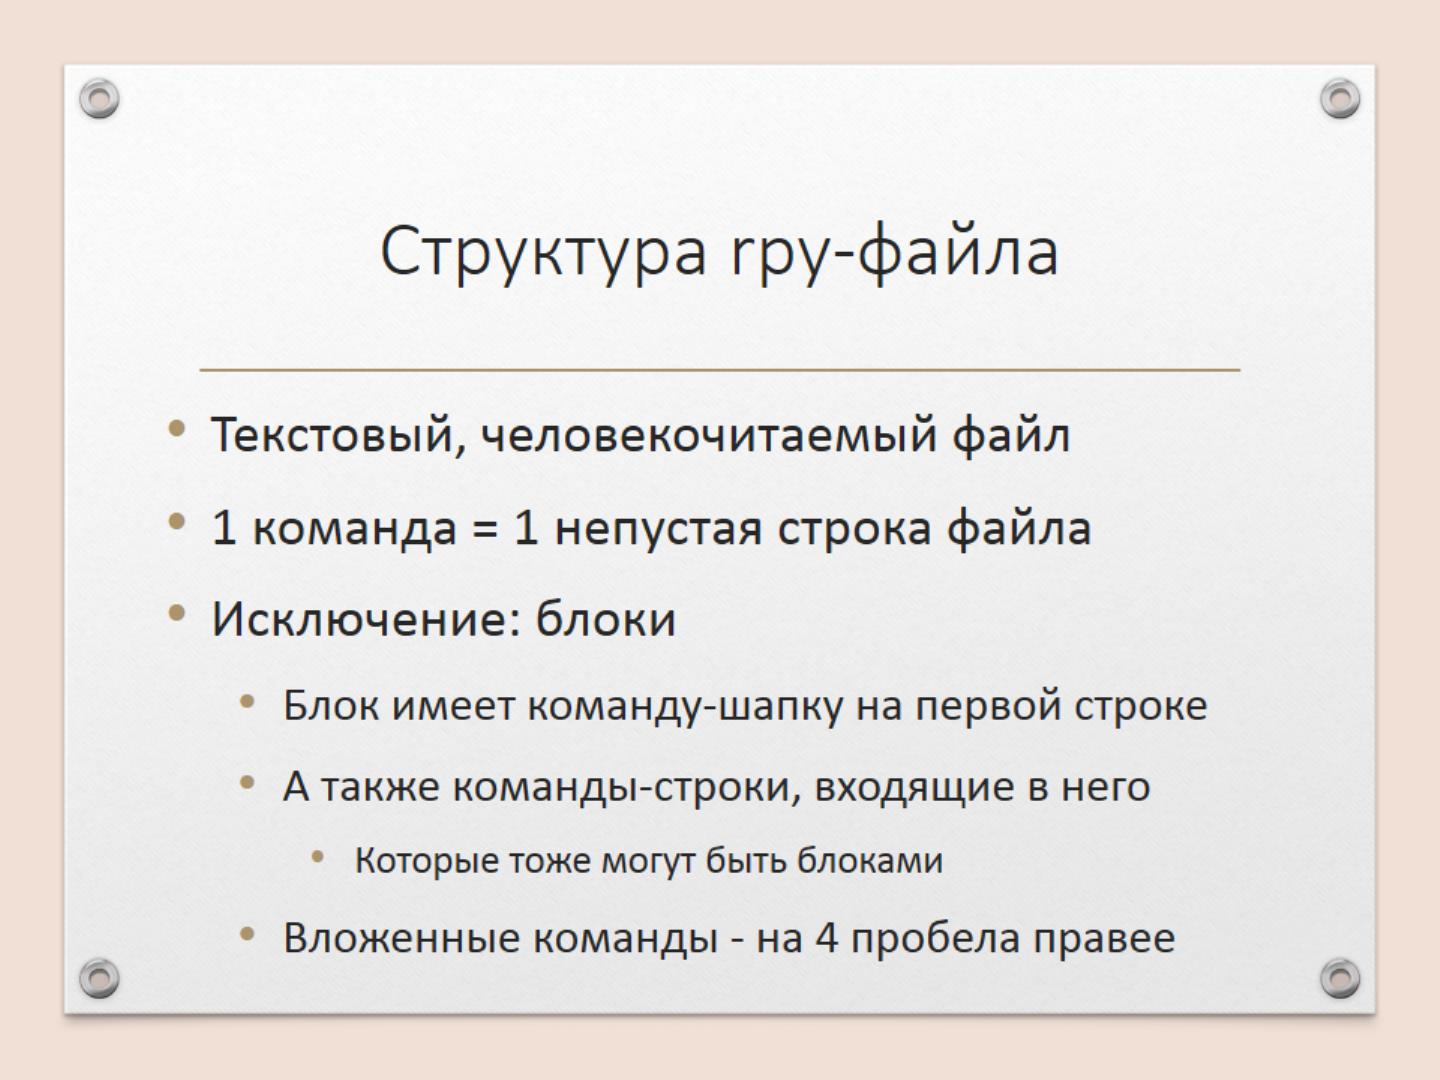 Структура rpy-файла
• Текстовый, человекочитаемый файл
• 1 команда = 1 непустая строка файла
• Исключение: блоки
• Блок имеет команду-шапку на первой строке
• А также команды-строки, входящие в него
• Которые тоже могут быть блоками
• Вложенные команды - на 4 пробела правее